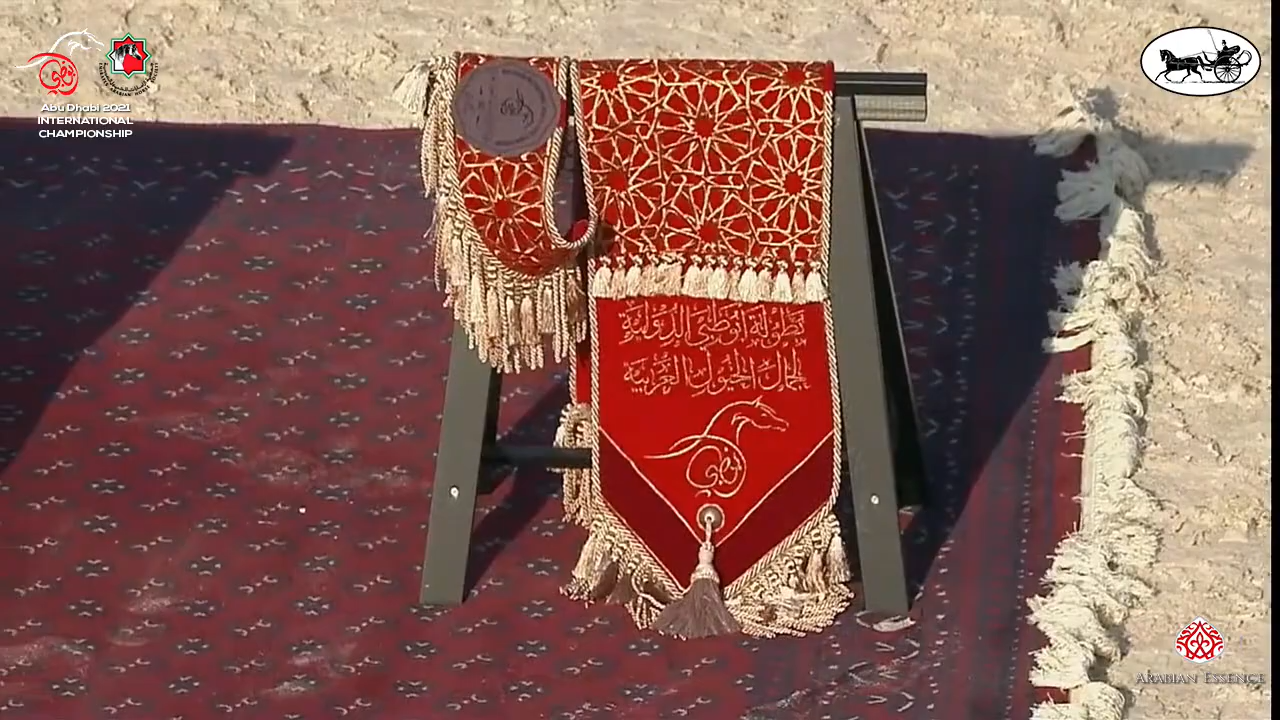 Abu Dhabi 2021
INTERNATIONAL
CHAMPIONSHIP
بطولة أبوظبي الدولية
لجمال الخيول العربية
ARABIAN ESSENCE